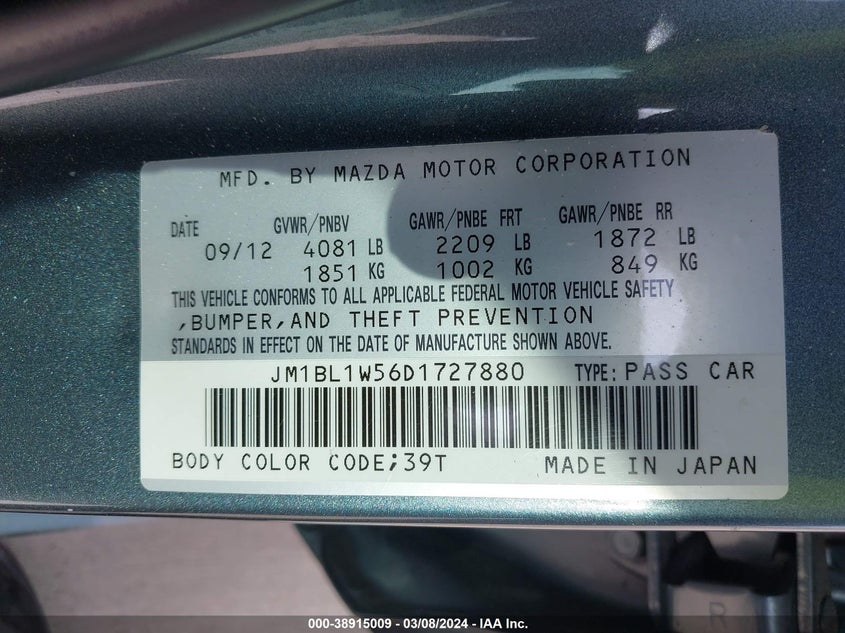 MFD. BY MAZDA MOTOR CORPORATION
DATE GVWR/PNBV GAWR/PNBE FRT GAWR/PNBE RR
09/12 4081 LB 2209 LB 1872 LB
1851 KG 1002 KG 849 KG
THIS VEHICLE CONFORMS TO ALL APPLICABLE FEDERAL MOTOR VEHICLE SAFETY
,BUMPER,AND THEFT PREVENTION
STANDARDS IN EFFECT ON THE DATE OF MANUFACTURE SHOWN ABOVE.
JM1BL1W56D1727880 TYPE: PASS CAR
BODY COLOR CODE;39T MADE IN JAPAN
R
000-38915009 - 03/08/2024 - IAA Inc.